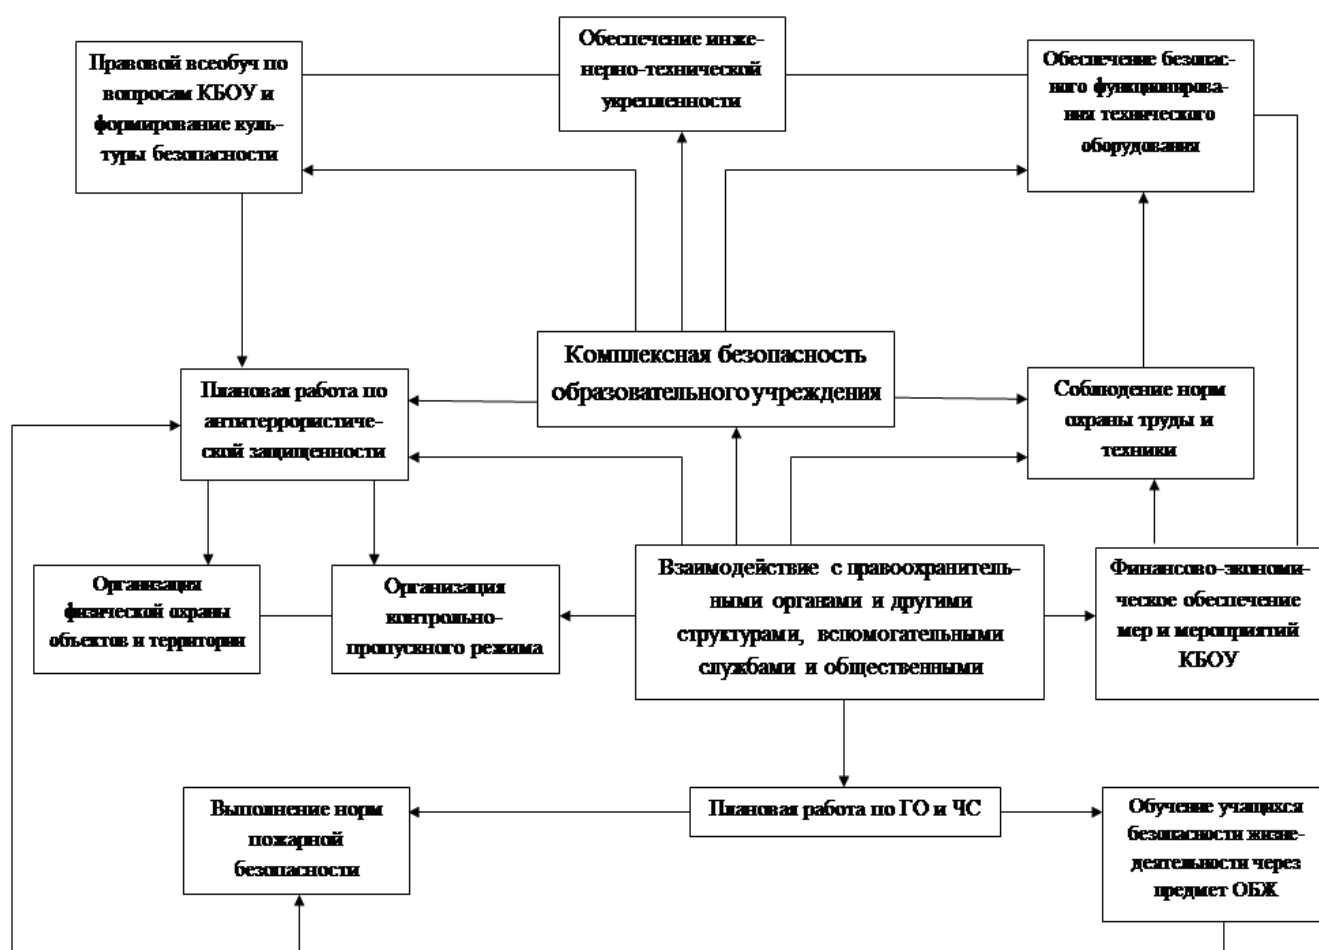 Правовой всеобуч по
вопросам КБОУ и
формирование куль-
туры безопасности
Обеспечение инже-
нерно-технической
укрепленности
Обеспечение безопас-
ного функционирова-
ния технического
оборудования
Комплексная безопасность
образовательного учреждения
Плановая работа по
антитеррористиче-
ской защищенности
Соблюдение норм
охраны труды и
техники
Организация
физической охраны
объектов и территории
Организация
контрольно-
пропускного режима
Взаимодействие с правоохранитель-
ными органами и другими
структурами, вспомогательными
службами и общественными
Финансово-экономи-
ческое обеспечение
мер и мероприятий
КБОУ
Выполнение норм
пожарной
безопасности
Плановая работа по ГО и ЧС
Обучение учащихся
безопасности жизне-
деятельности через
предмет ОБЖ